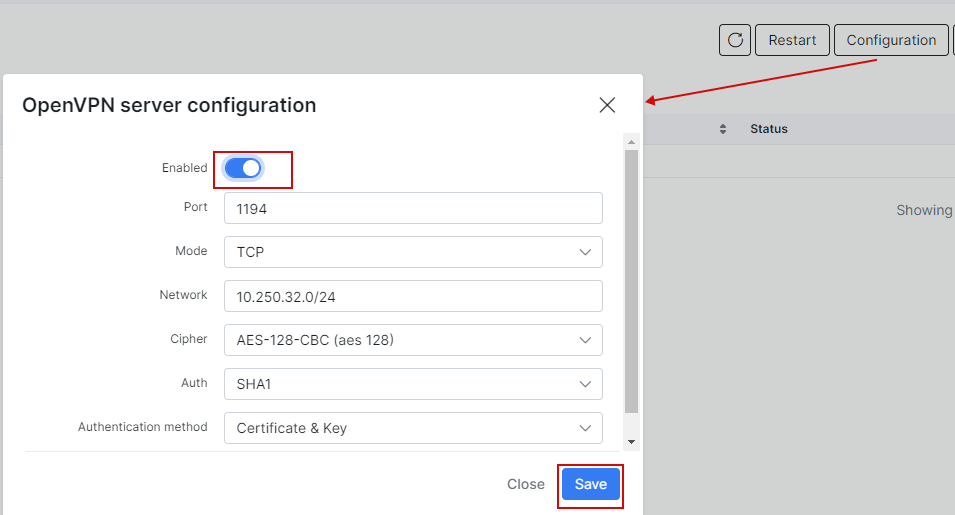 Restart Configuration
OpenVPN server configuration
Status
Enabled
Port 1194
Showing
Mode TCP
Network 10.250.32.0/24
Cipher AES-128-CBC (aes 128)
Auth SHA1
Authentication method Certificate & Key
Close Save